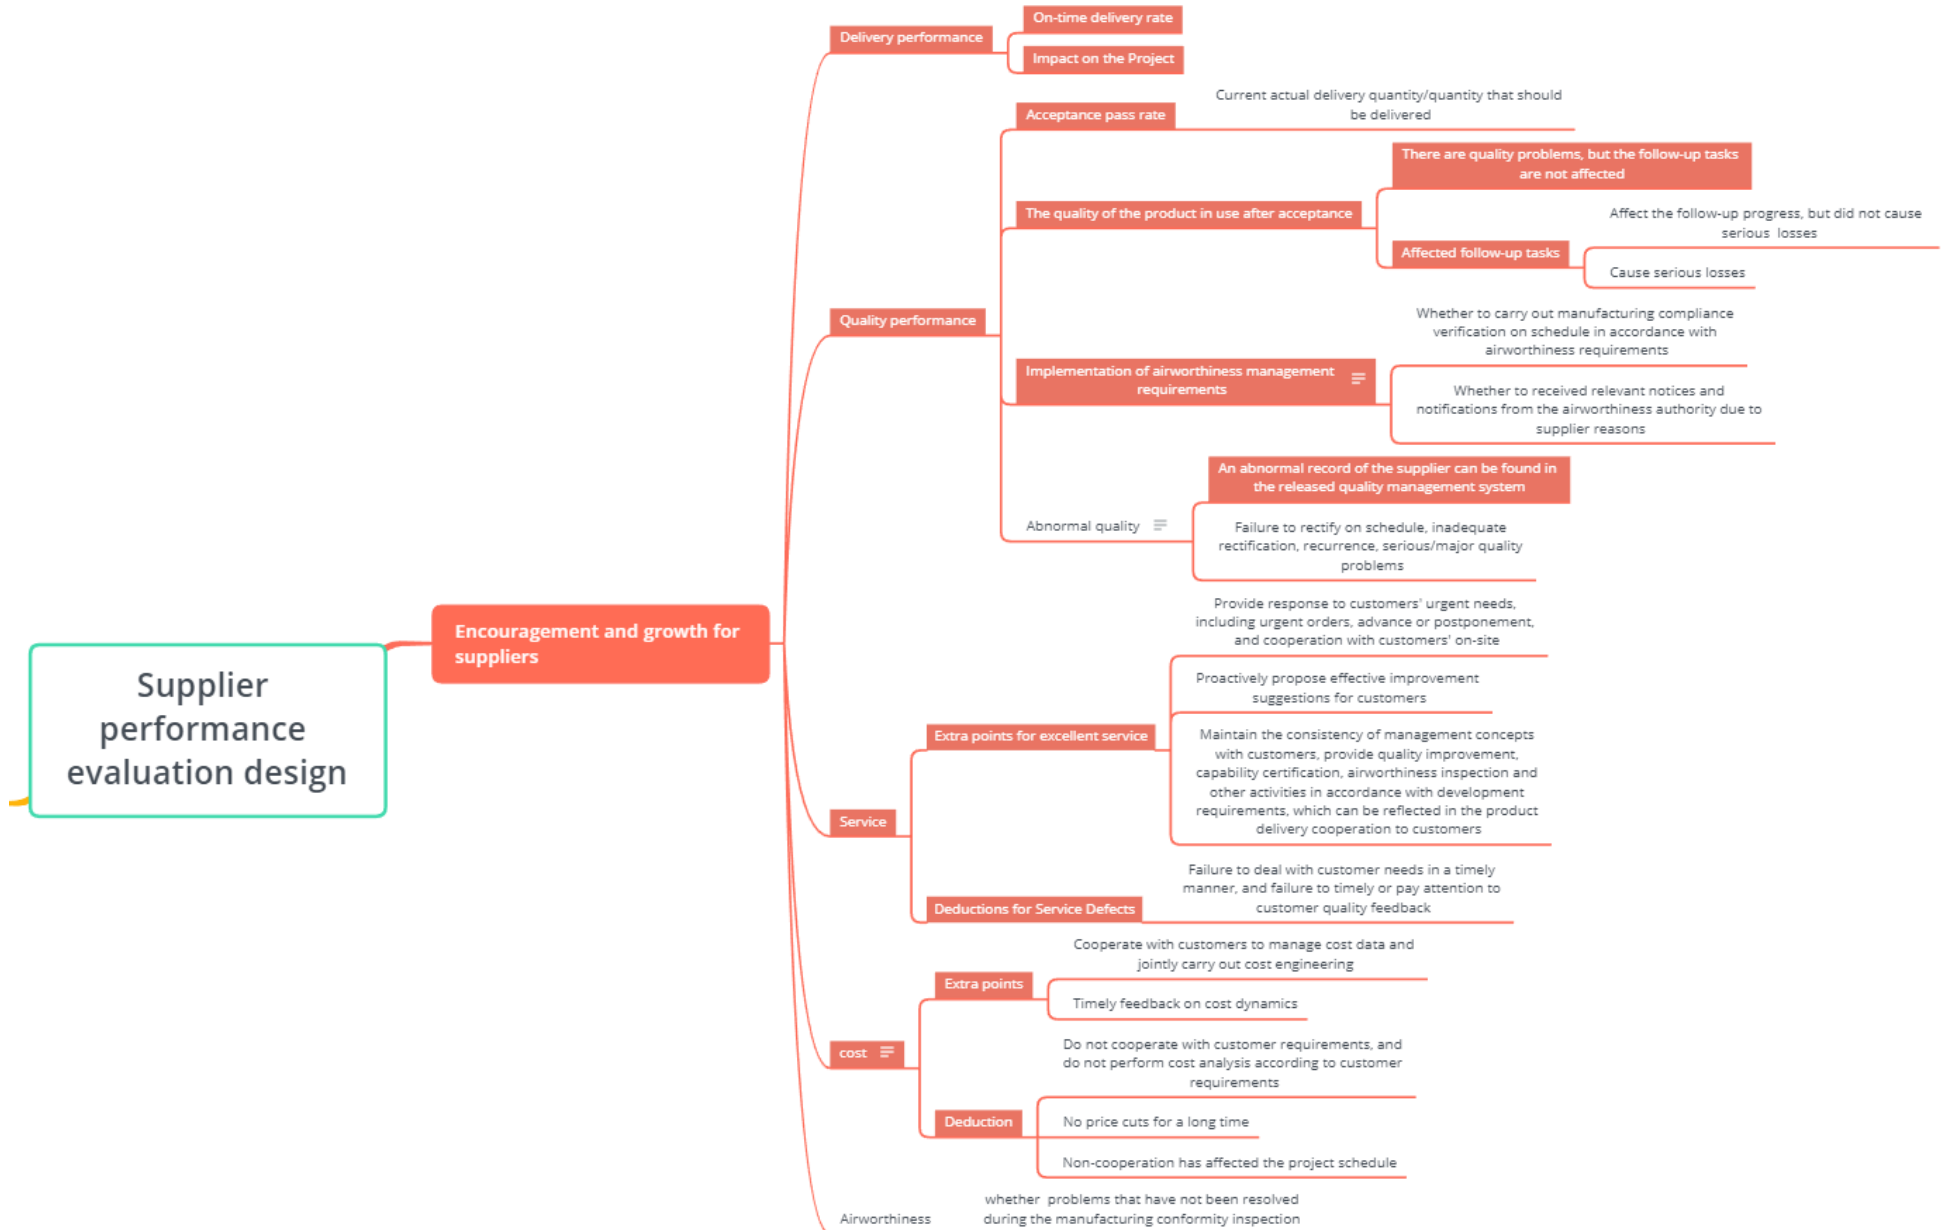 Supplier
performance
evaluation design
Encouragement and growth for
suppliers
Delivery performance
On-time delivery rate
Impact on the Project
Quality performance
Acceptance pass rate
Current actual delivery quantity/quantity that should
be delivered
The quality of the product in use after acceptance
There are quality problems, but the follow-up tasks
are not affected
Affected follow-up tasks
Affect the follow-up progress, but did not cause
serious losses
Cause serious losses
Implementation of airworthiness management
requirements
Whether to carry out manufacturing compliance
verification on schedule in accordance with
airworthiness requirements
Whether to received relevant notices and
notifications from the airworthiness authority due to
supplier reasons
Abnormal quality
An abnormal record of the supplier can be found in
the released quality management system
Failure to rectify on schedule, inadequate
rectification, recurrence, serious/major quality
problems
Service
Extra points for excellent service
Provide response to customers' urgent needs,
including urgent orders, advance or postponement,
and cooperation with customers' on-site
Proactively propose effective improvement
suggestions for customers
Maintain the consistency of management concepts
with customers, provide quality improvement,
capability certification, airworthiness inspection and
other activities in accordance with development
requirements, which can be reflected in the product
delivery cooperation to customers
Deductions for Service Defects
Failure to deal with customer needs in a timely
manner, and failure to timely or pay attention to
customer quality feedback
cost
Extra points
Cooperate with customers to manage cost data and
jointly carry out cost engineering
Timely feedback on cost dynamics
Deduction
Do not cooperate with customer requirements, and
do not perform cost analysis according to customer
requirements
No price cuts for a long time
Non-cooperation has affected the project schedule
Airworthiness
whether problems that have not been resolved
during the manufacturing conformity inspection